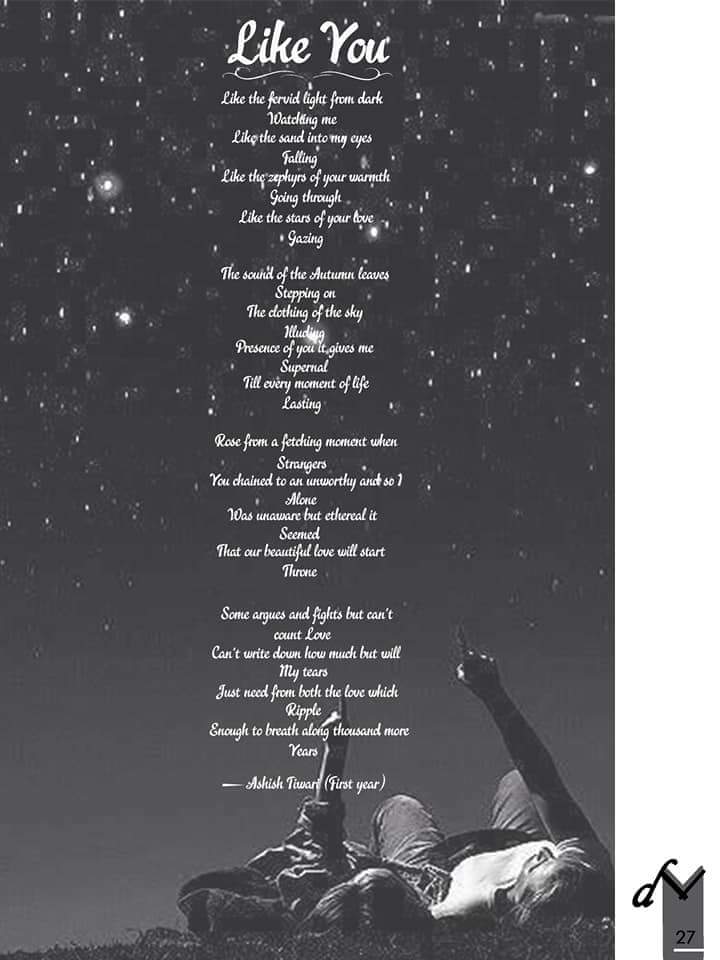 Like You
Like the fervid light from dark
Watching me
Like the sand into my eyes
Falling
Like the zephyrs of your warmth
Going through
Like the stars of your love
Gazing
The sound of the Autumn leaves
Stepping on
The clothing of the sky
Illuding
Presence of you it gives me
Supernal
Till every moment of life
Lasting
Rose from a fetching moment when
Strangers
You chained to an unworthy and so I
Alone
Was unaware but ethereal it
Seemed
That our beautiful love will start
Throne
Some argues and fights but can't
count Love
Can't write down how much but will
My tears
Just need from both the love which
Ripple
Enough to breath along thousand more
Years
— Ashish Tiwari (First year)
27